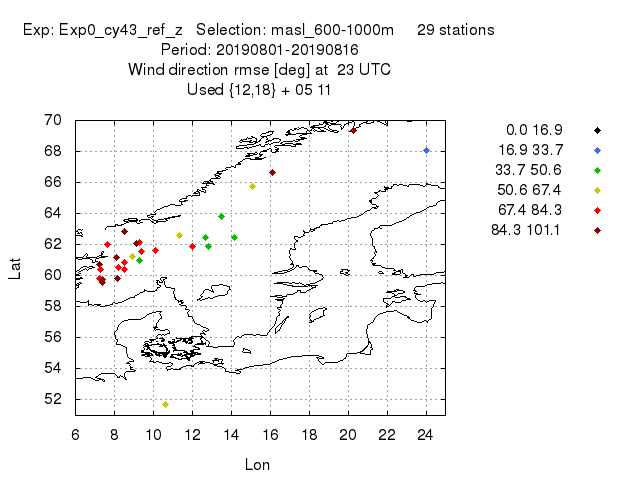 Exp: Exp0_cy43_ref_z Selection: masl_600-1000m 29 stations
Period: 20190801-20190816
Wind direction rmse [deg] at 23 UTC
Used {12,18} + 05 11
70
68
66
64
62
60
58
56
54
52
Lat
6 8 10 12 14 16 18 20 22 24
Lon
0.0 16.9
16.9 33.7
33.7 50.6
50.6 67.4
67.4 84.3
84.3 101.1